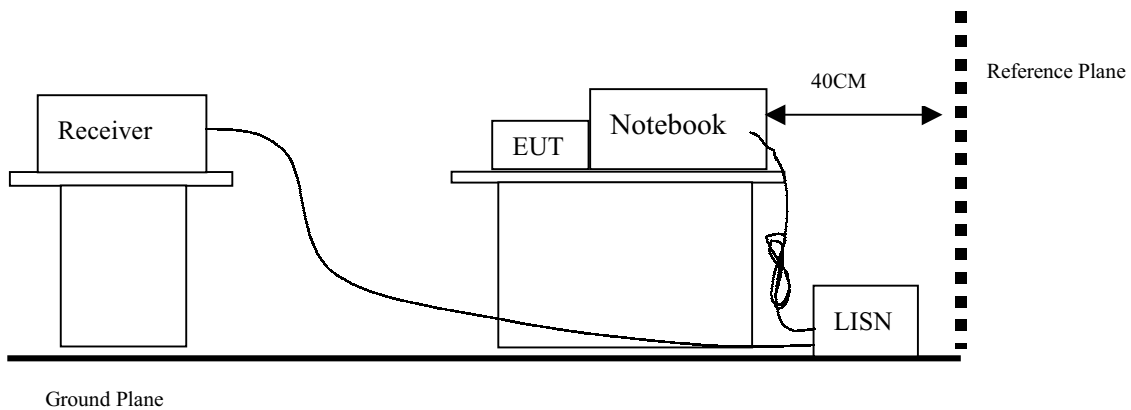 Reference Plane
40CM
Receiver
Notebook
EUT
LISN
Ground Plane